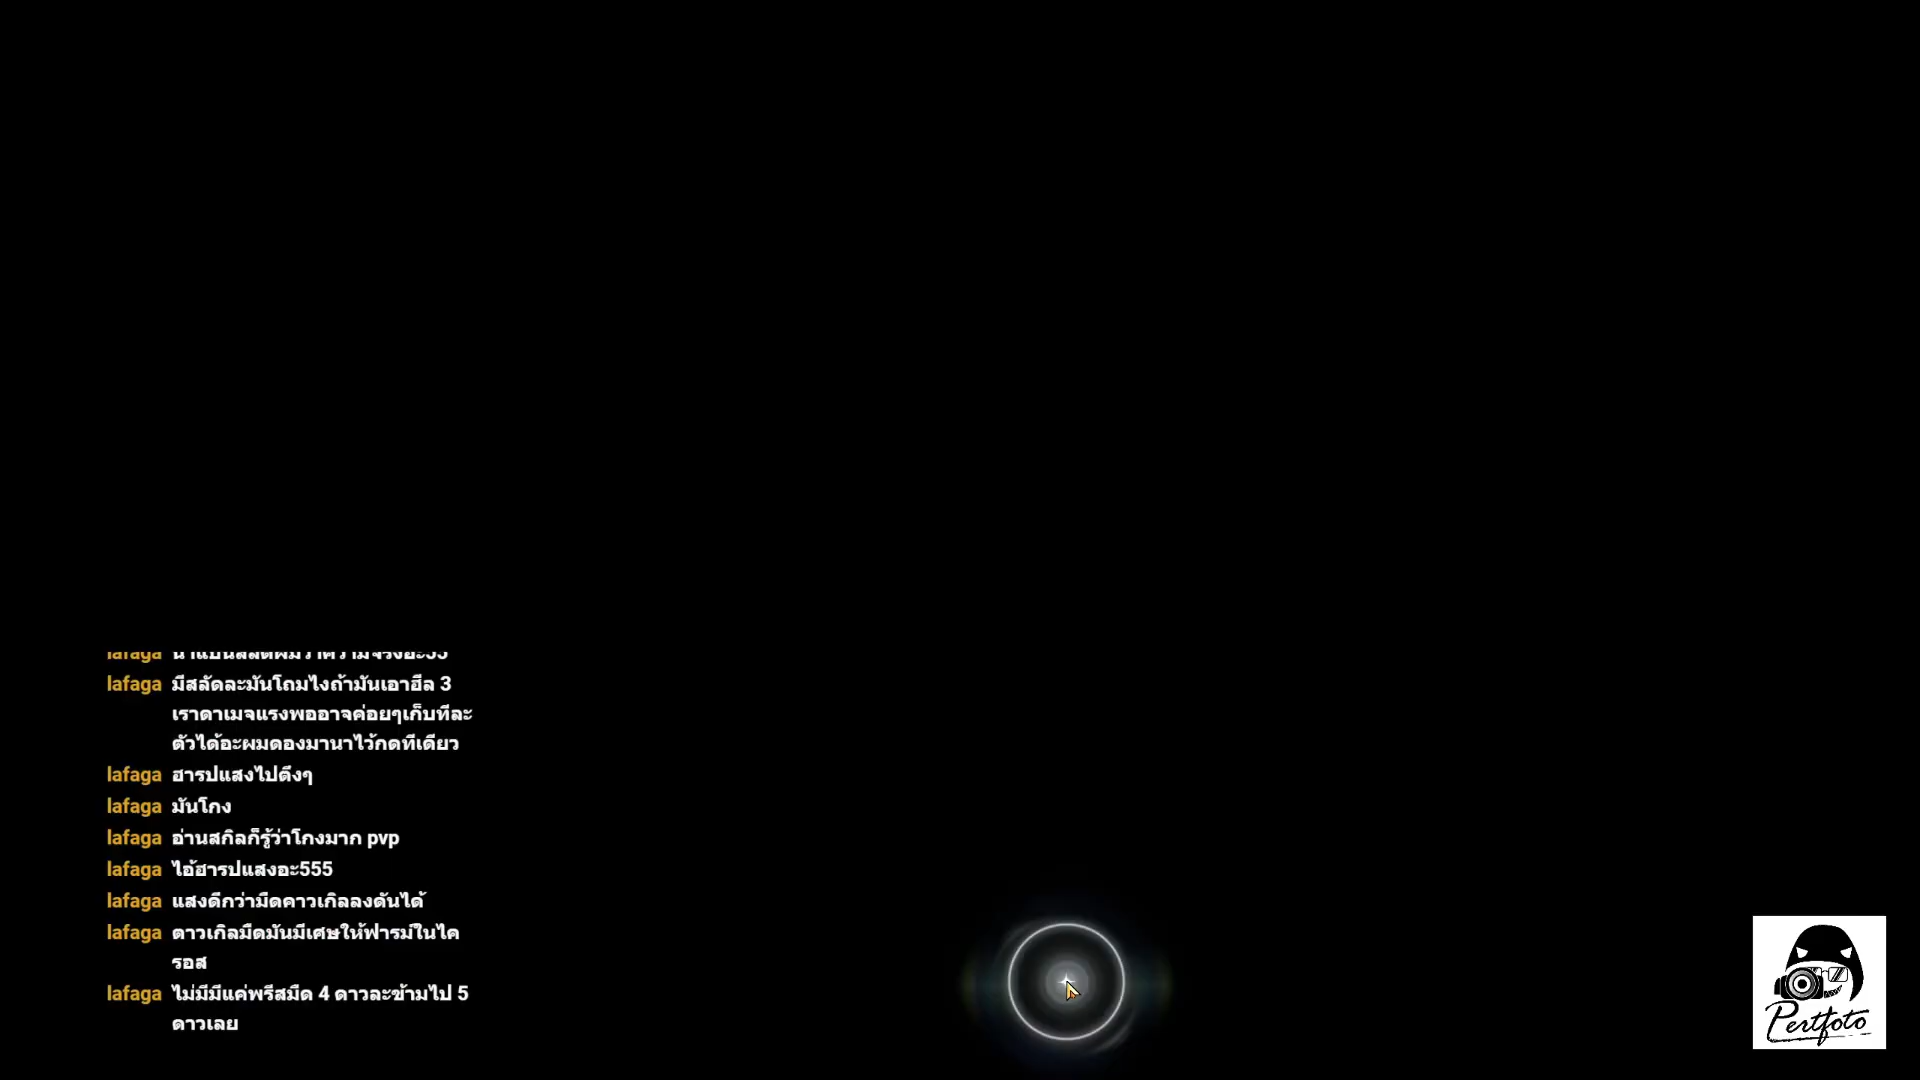 lafaga มีสลัดละมันโถมไงถ้ามันเอาฮีล 3
เราดาเมจแรงพออาจค่อยๆเก็บทีละ
ตัวได้อะผมดองมานาไว้กดทีเดียว
lafaga ฮารปแสงไปตึงๆ
lafaga มันโกง
lafaga อ่านสกิลก็รู้ว่าโกงมาก pvp
lafaga ไอ้ฮารปแสงอะ555
lafaga แสงดีกว่ามืดคาวเกิลลงดันได้
lafaga ตาวเกิลมืดมันมีเศษให้ฟารม์ในไค
รอส
lafaga ไม่มีมีแค่พรีสมืด 4 ดาวละข้ามไป 5
ดาวเลย
Pertfoto